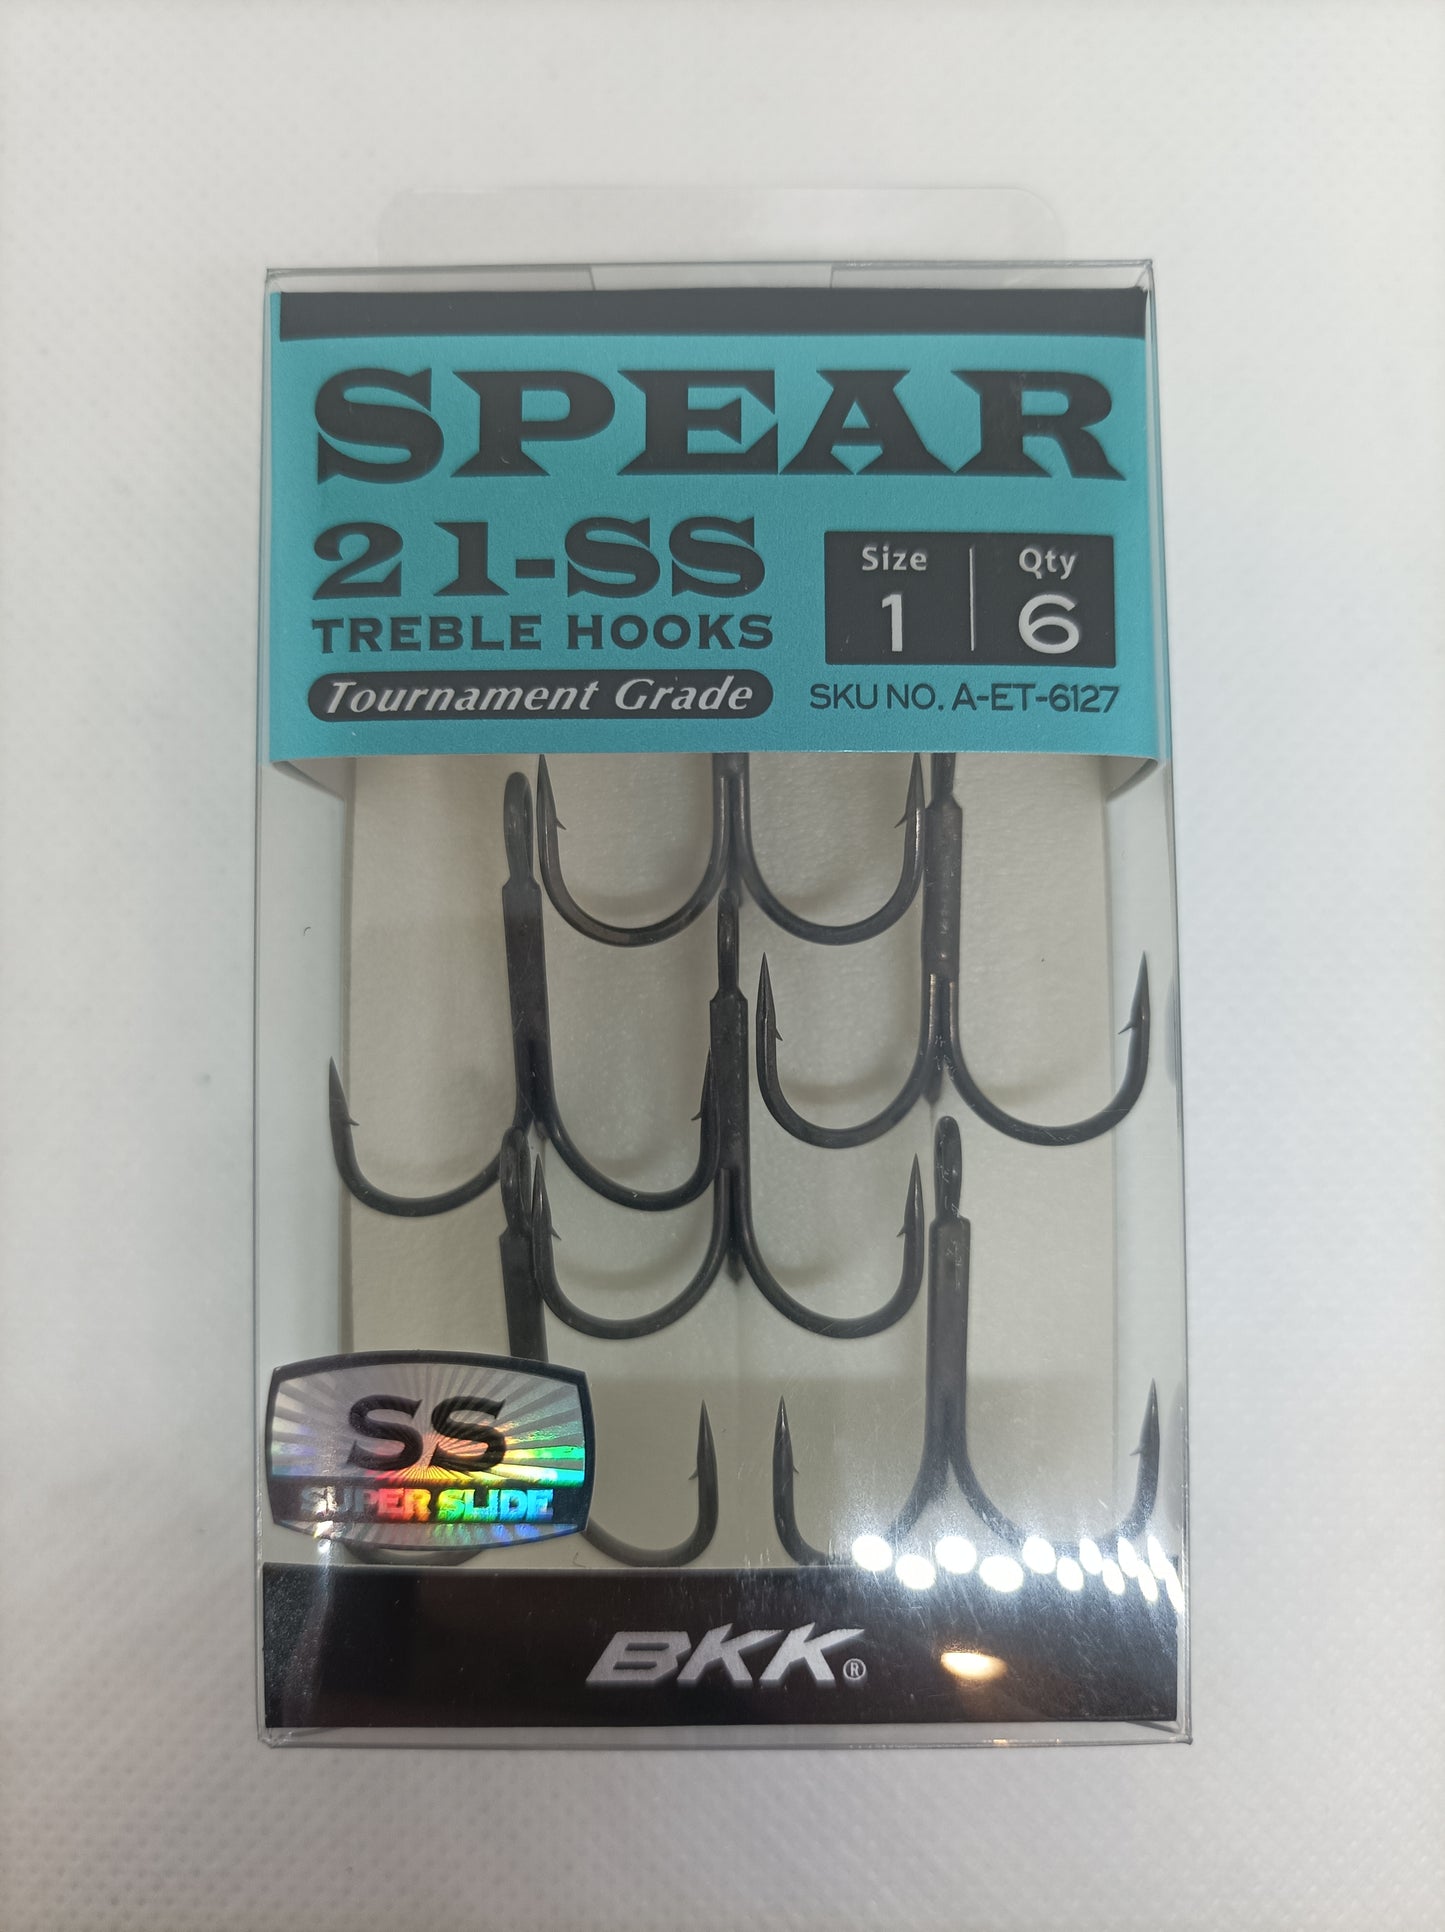 SPEAR
21-SS
TREBLE HOOKS
Tournament Grade
Size Qty
1 6
SKU NO. A-ET-6127
SS
SUPER SLIDE
BKK®